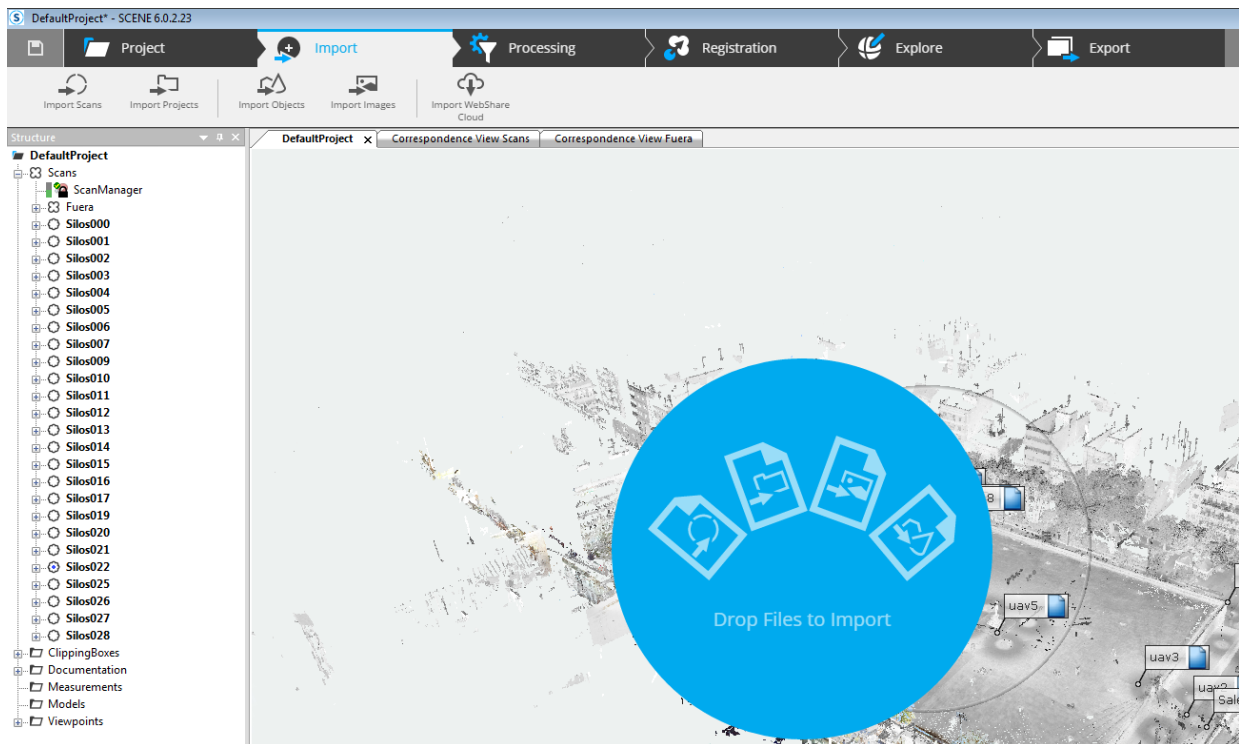 DefaultProject* - SCENE 6.0.2.23
Project
Import
Processing
Registration
Explore
Export
Import Scans
Import Projects
Import Objects
Import Images
Import WebShare
Cloud
Structure
DefaultProject
Correspondence View Scans
Correspondence View Fuera
DefaultProject
Scans
ScanManager
Fuera
Silos000
Silos001
Silos002
Silos003
Silos004
Silos005
Silos006
Silos007
Silos009
Silos010
Silos011
Silos012
Silos013
Silos014
Silos015
Silos016
Silos017
Silos019
Silos020
Silos021
Silos022
Silos025
Silos026
Silos027
Silos028
ClippingBoxes
Documentation
Measurements
Models
Viewpoints
8
Drop Files to Import
uav5
uav3